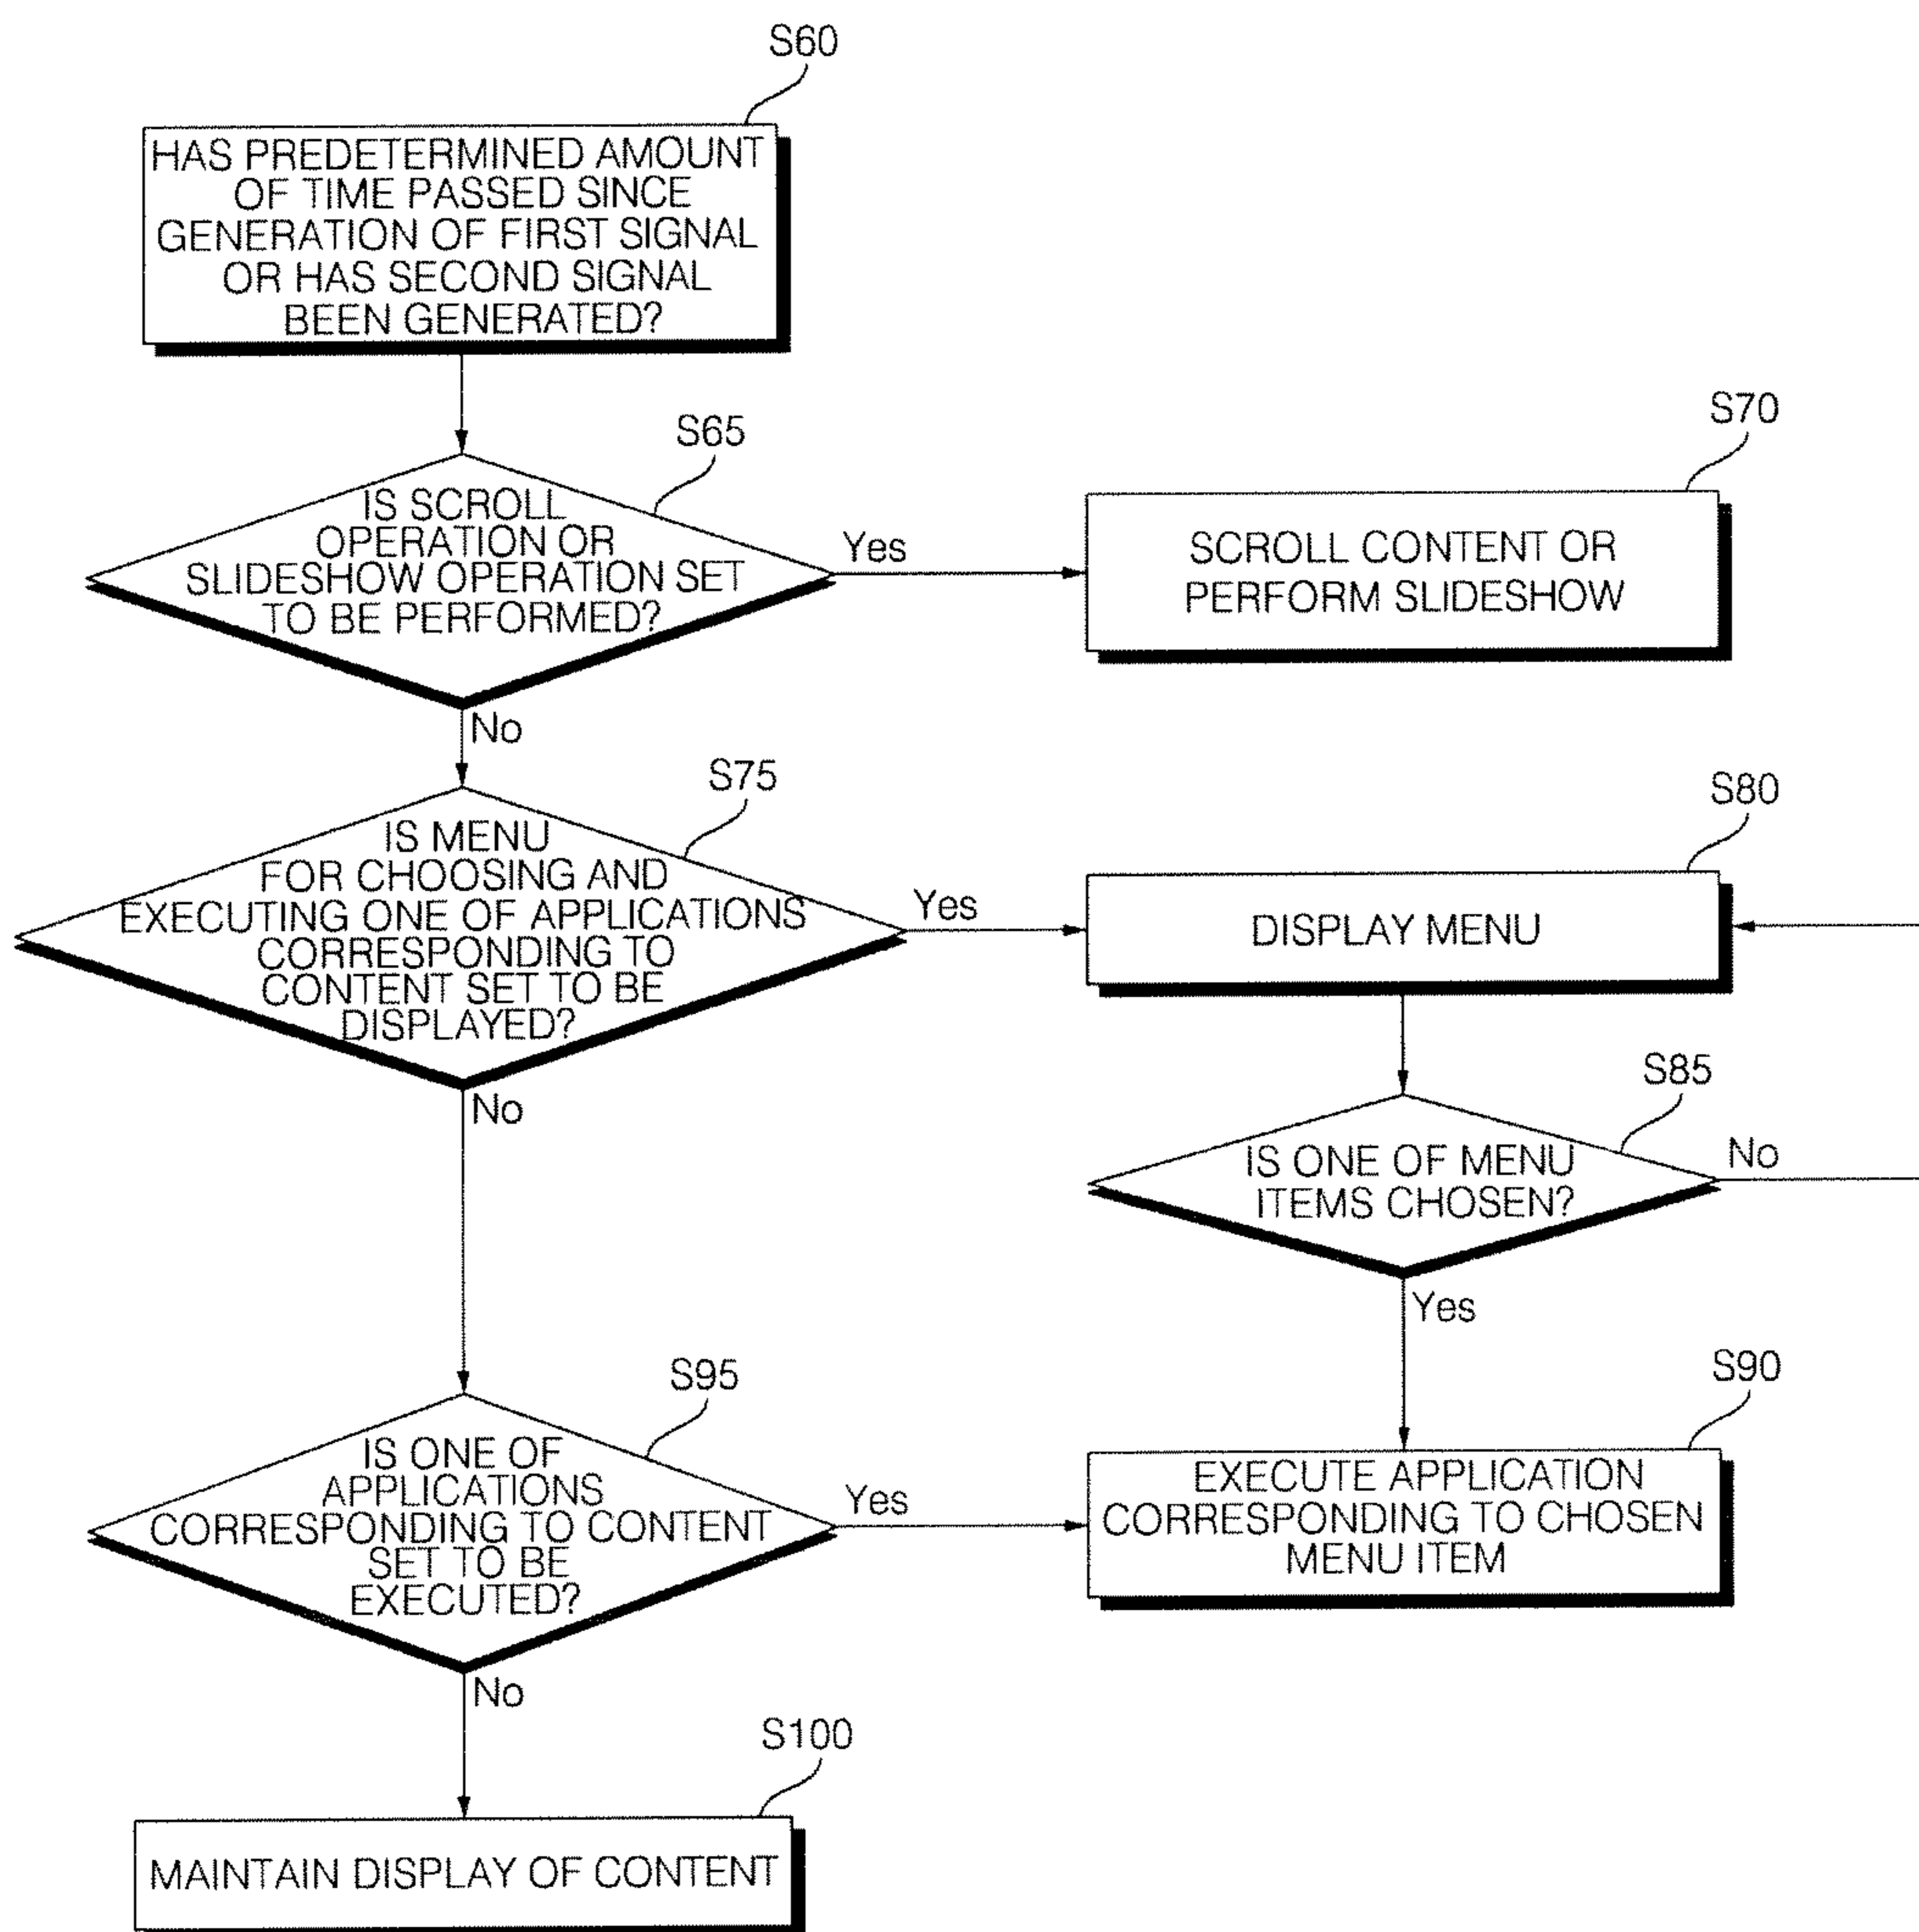 S60
HAS PREDETERMINED AMOUNT
OF TIME PASSED SINCE
GENERATION OF FIRST SIGNAL
OR HAS SECOND SIGNAL
BEEN GENERATED?
S65
IS SCROLL
OPERATION OR
SLIDESHOW OPERATION SET
TO BE PERFORMED?
Yes
No
S70
SCROLL CONTENT OR
PERFORM SLIDESHOW
S75
IS MENU
FOR CHOOSING AND
EXECUTING ONE OF APPLICATIONS
CORRESPONDING TO
CONTENT SET TO BE
DISPLAYED?
Yes
No
S80
DISPLAY MENU
S85
IS ONE OF MENU
ITEMS CHOSEN?
No
Yes
S90
EXECUTE APPLICATION
CORRESPONDING TO CHOSEN
MENU ITEM
S95
IS ONE OF
APPLICATIONS
CORRESPONDING TO CONTENT
SET TO BE
EXECUTED?
Yes
No
S100
MAINTAIN DISPLAY OF CONTENT